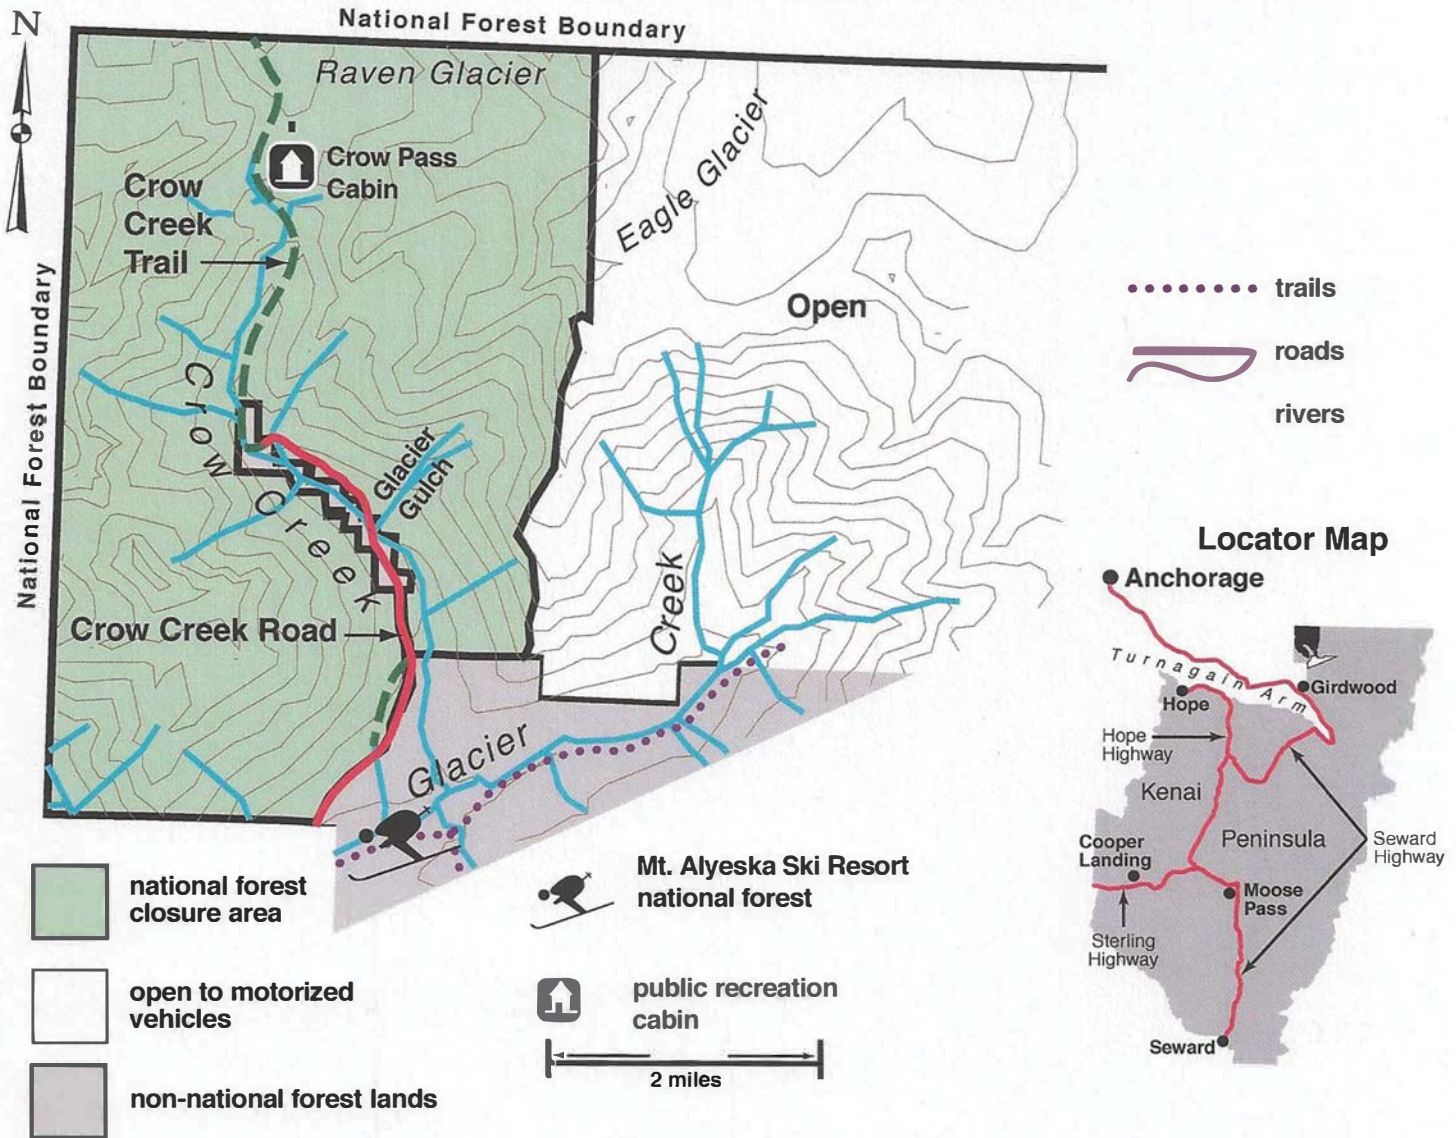 N
National Forest Boundary
Raven Glacier
Crow Pass
Cabin
Crow
Creek
Trail
Eagle Glacier
Open
National Forest Boundary
Crow Creek
Glacier
Gulch
Crow Creek Road
Glacier
Creek
trails
roads
rivers
Locator Map
Anchorage
Turnagain Arm
Girdwood
Hope
Hope
Highway
Kenai
Peninsula
Seward
Highway
Cooper
Landing
Moose
Pass
Sterling
Highway
Seward
national forest
closure area
open to motorized
vehicles
non-national forest lands
Mt. Alyeska Ski Resort
national forest
public recreation
cabin
2 miles